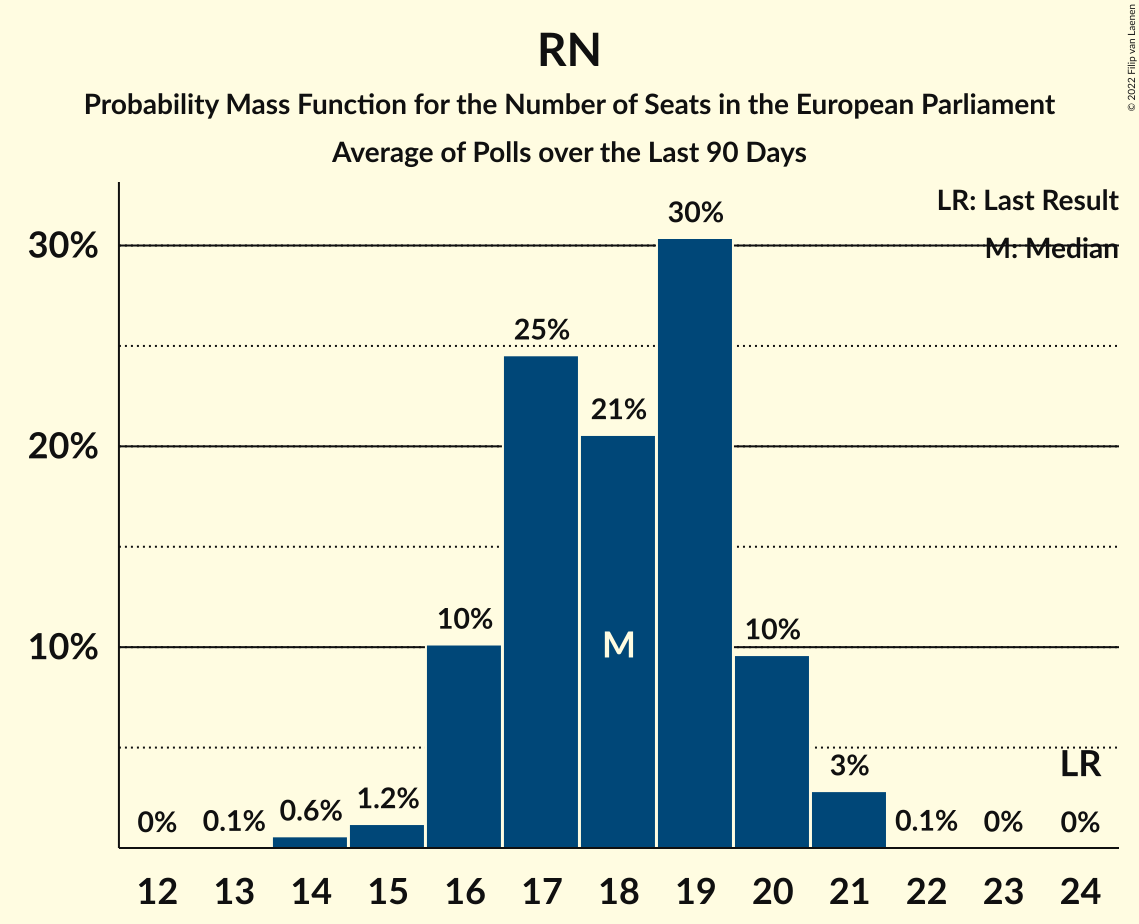 RN
Probability Mass Function for the Number of Seats in the European Parliament
Average of Polls over the Last 90 Days
© 2022 Filip van Laenen
LR: Last Result
M: Median
30%
20%
10%
0%
0.1%
0.6%
1.2%
10%
25%
21%
30%
10%
3%
0.1%
0%
0%
M
LR
12 13 14 15 16 17 18 19 20 21 22 23 24